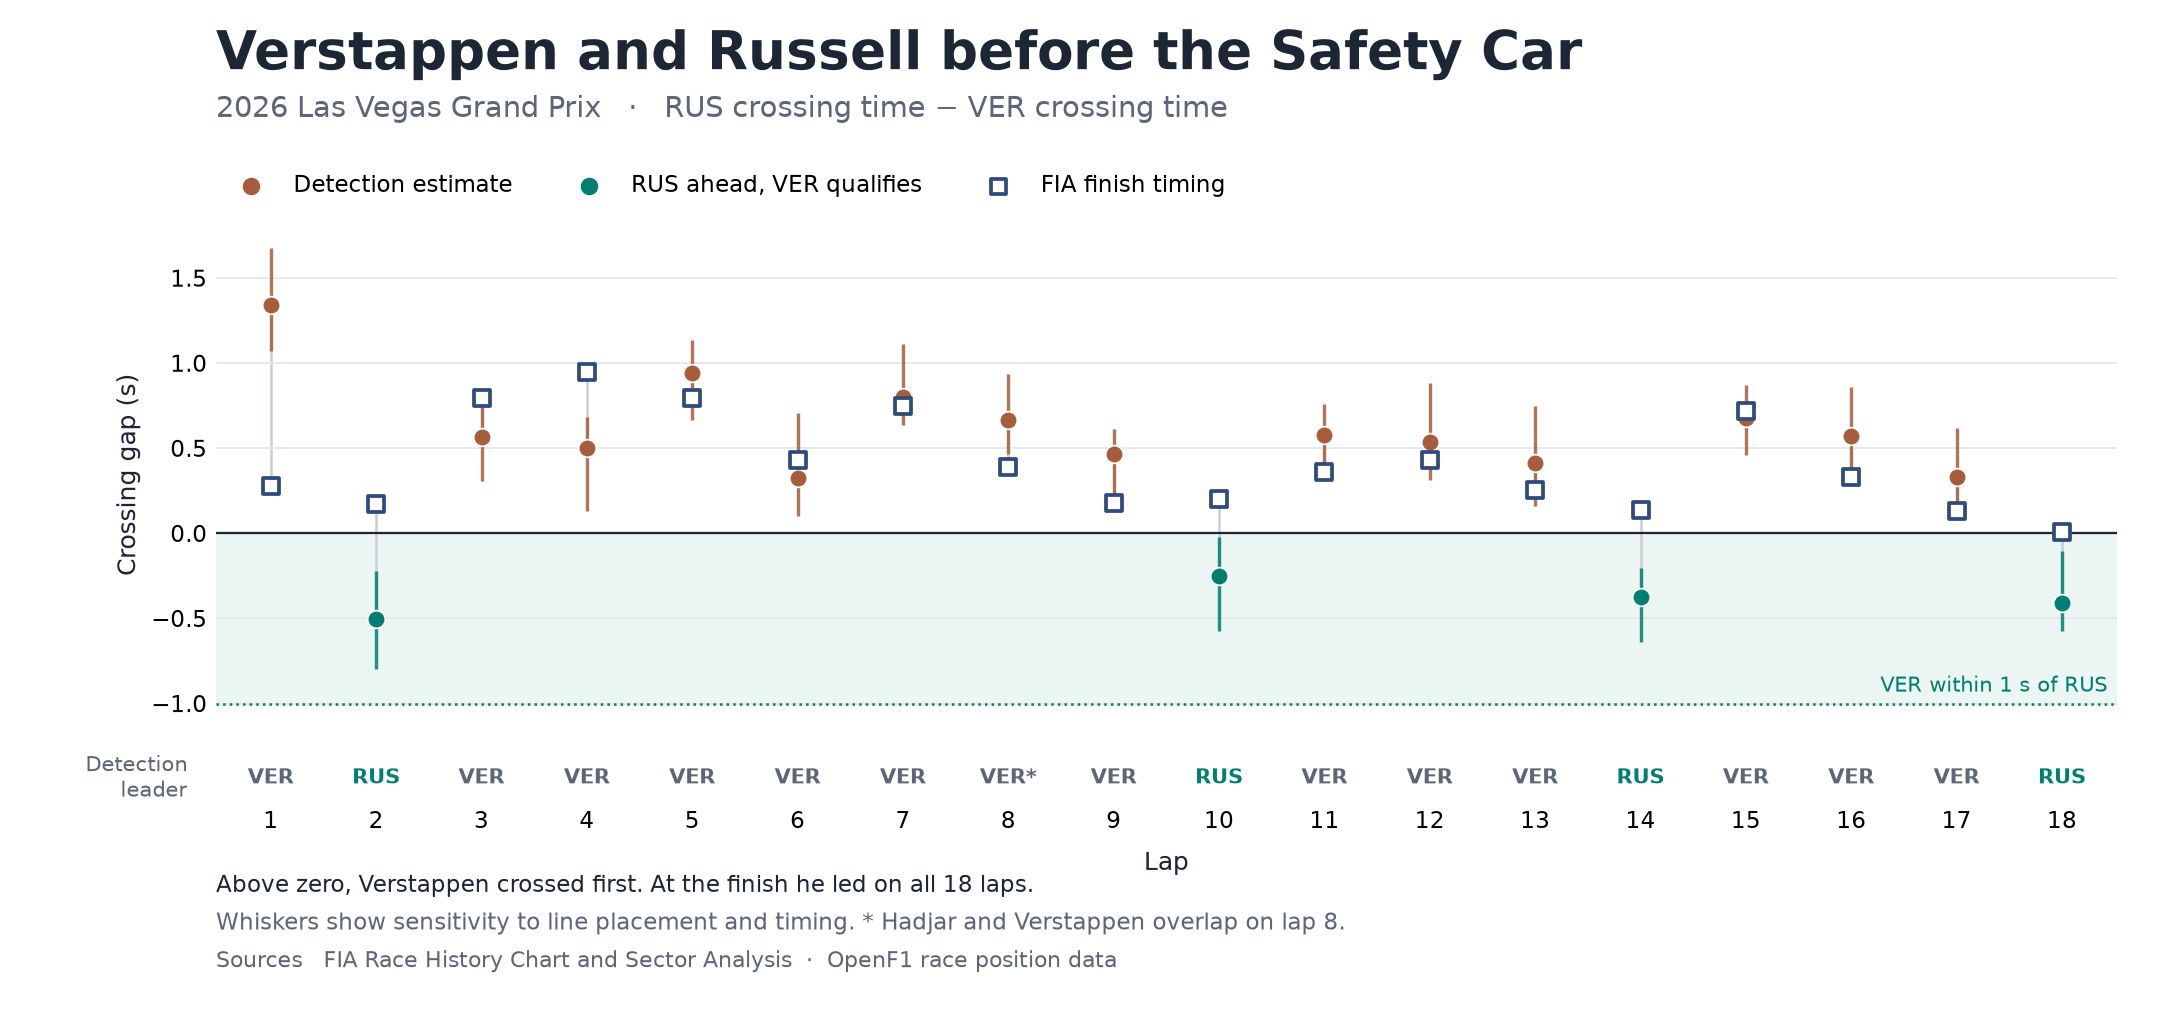 Verstappen and Russell before the Safety Car
2026 Las Vegas Grand Prix · RUS crossing time − VER crossing time
Detection estimate RUS ahead, VER qualifies FIA finish timing
Crossing gap (s)
1.5
1.0
0.5
0.0
−0.5
−1.0
VER within 1 s of RUS
Detection
leader
VER RUS VER VER VER VER VER VER* VER RUS VER VER VER RUS VER VER VER RUS
1 2 3 4 5 6 7 8 9 10 11 12 13 14 15 16 17 18
Lap
Above zero, Verstappen crossed first. At the finish he led on all 18 laps.
Whiskers show sensitivity to line placement and timing. * Hadjar and Verstappen overlap on lap 8.
Sources FIA Race History Chart and Sector Analysis · OpenF1 race position data